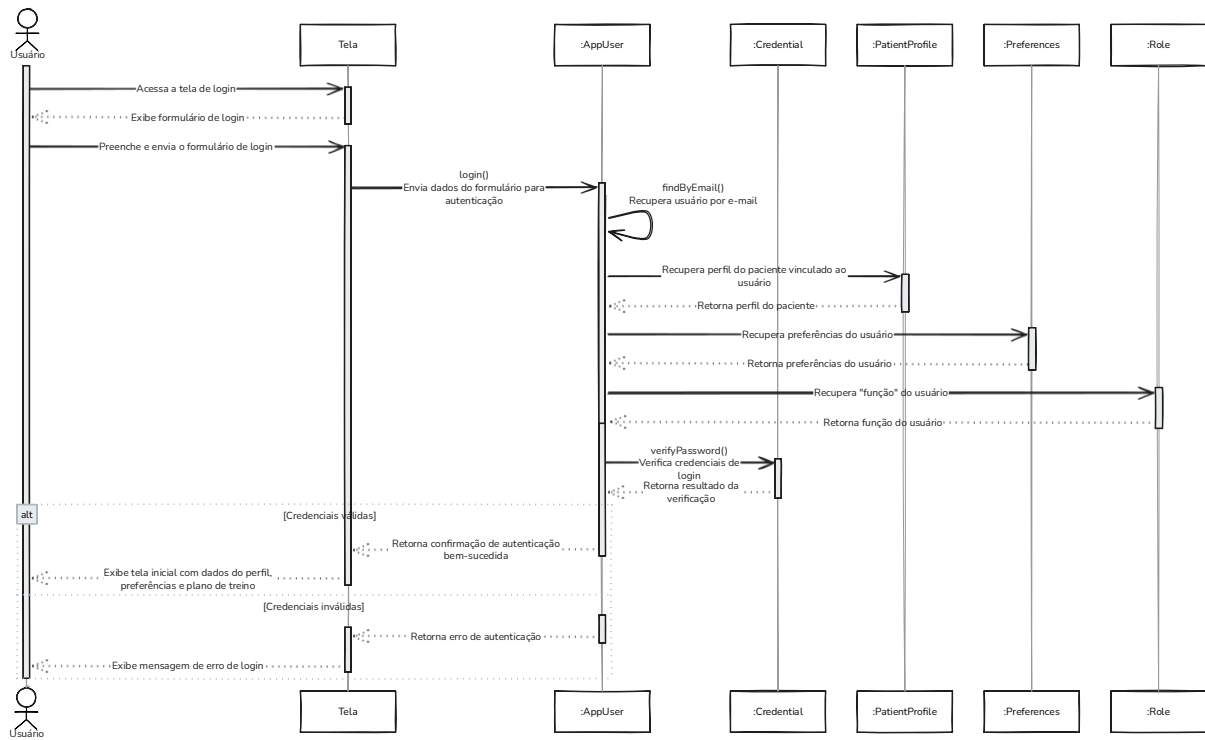 Usuário
Tela
:AppUser
:Credential
:PatientProfile
:Preferences
:Role
Acessa a tela de login
Exibe formulário de login
Preenche e envia o formulário de login
login()
Envia dados do formulário para
autenticação
findByEmail()
Recupera usuário por e-mail
Recupera perfil do paciente vinculado ao
usuário
Retorna perfil do paciente
Recupera preferências do usuário
Retorna preferências do usuário
Recupera "função" do usuário
Retorna função do usuário
verifyPassword()
Verifica credenciais de
login
Retorna resultado da
verificação
alt
[Credenciais válidas]
Retorna confirmação de autenticação
bem-sucedida
Exibe tela inicial com dados do perfil,
preferências e plano de treino
[Credenciais inválidas]
Retorna erro de autenticação
Exibe mensagem de erro de login
Usuário
Tela
:AppUser
:Credential
:PatientProfile
:Preferences
:Role